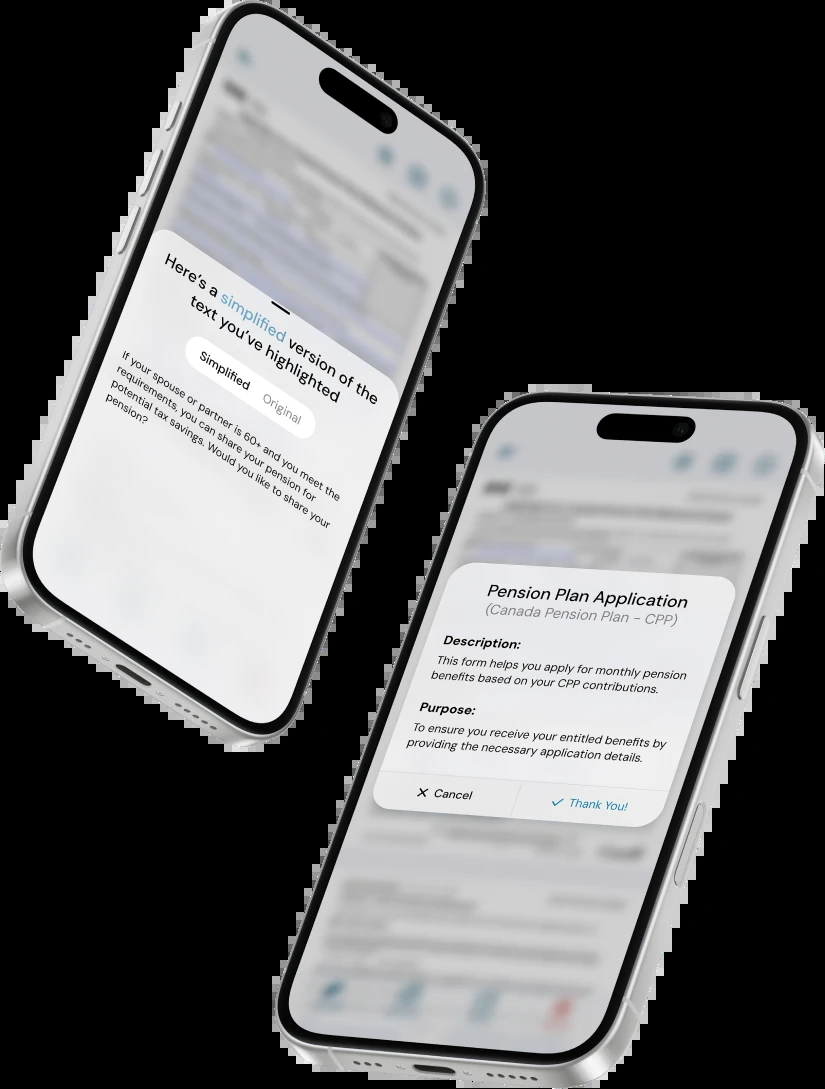 Here's a simplified version of the
text you've highlighted
Simplified Original
If your spouse or partner is 60+ and you meet the
requirements, you can share your pension for
potential tax savings. Would you like to share your
pension?
Pension Plan Application
(Canada Pension Plan - CPP)
Description:
This form helps you apply for monthly pension
benefits based on your CPP contributions.
Purpose:
To ensure you receive your entitled benefits by
providing the necessary application details.
Cancel Thank You!